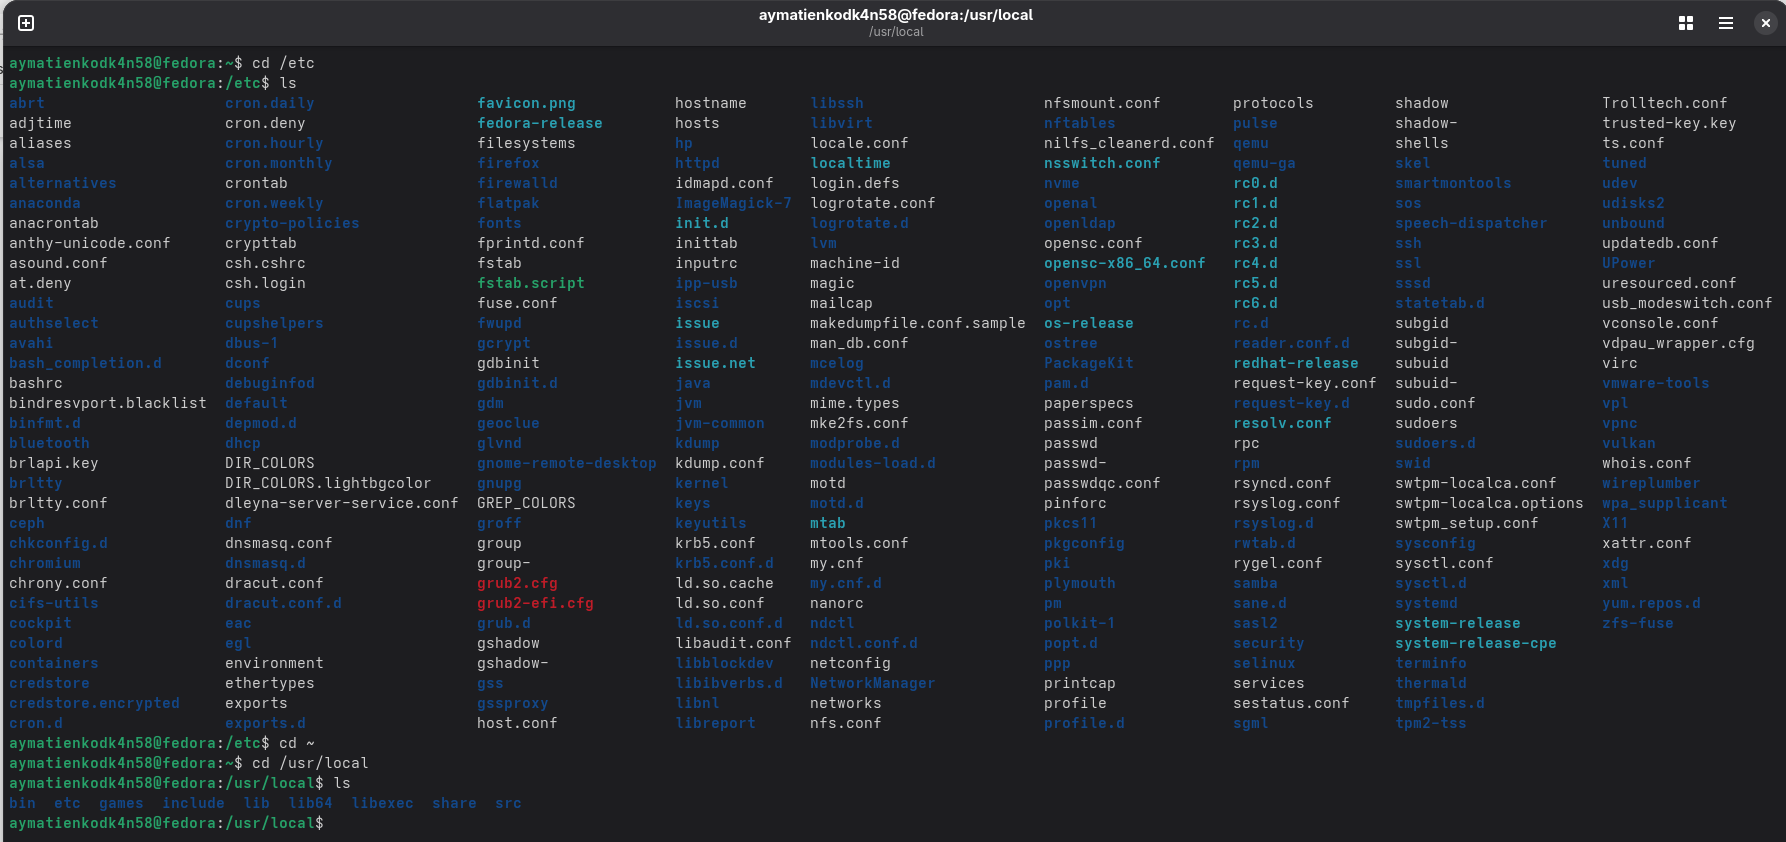 aymatienkodk4n58@fedora:/usr/local
/usr/local
aymatienkodk4n58@fedora:~$ cd /etc
aymatienkodk4n58@fedora:/etc$ ls
abrt cron.daily favicon.png hostname libssh nfsmount.conf protocols shadow Trolltech.conf
adjtime cron.deny fedora-release hosts libvirt nftables pulse shadow- trusted-key.key
aliases cron.hourly filesystems hp locale.conf nilfs_cleanerd.conf qemu shells ts.conf
alsa cron.monthly firefox httpd localtime nsswitch.conf qemu-ga skel tuned
alternatives crontab firewalld idmapd.conf login.defs nvme rc0.d smartmontools udev
anaconda cron.weekly flatpak ImageMagick-7 logrotate.conf openal rc1.d sos udisks2
anacrontab crypto-policies fonts init.d logrotate.d openldap rc2.d speech-dispatcher unbound
anthy-unicode.conf crypttab fprintd.conf inittab lvm opensc.conf rc3.d ssh updatedb.conf
asound.conf csh.cshrc fstab inputrc machine-id opensc-x86_64.conf rc4.d ssl UPower
at.deny csh.login fstab.script ipp-usb magic openvpn rc5.d sssd uresourced.conf
audit cups fuse.conf iscsi mailcap opt rc6.d statetab.d usb_modeswitch.conf
authselect cupshelpers fwupd issue makedumpfile.conf.sample os-release rc.d subgid vconsole.conf
avahi dbus-1 gcrypt issue.d man_db.conf ostree reader.conf.d subgid- vdpau_wrapper.cfg
bash_completion.d dconf gdbinit issue.net mcelog PackageKit redhat-release subuid virc
bashrc debuginfod gdbinit.d java mdevctl.d pam.d request-key.conf subuid- vmware-tools
bindresvport.blacklist default gdm jvm mime.types paperspecs request-key.d sudo.conf vpl
binfmt.d depmod.d geoclue jvm-common mke2fs.conf passim.conf resolv.conf sudoers vpnc
bluetooth dhcp glvnd kdump modprobe.d passwd rpc sudoers.d vulkan
brlapi.key DIR_COLORS gnome-remote-desktop kdump.conf modules-load.d passwd- rpm swid whois.conf
brltty DIR_COLORS.lightbgcolor gnupg kernel motd passwdqc.conf rsyncd.conf swtpm-localca.conf wireplumber
brltty.conf dleyna-server-service.conf GREP_COLORS keys motd.d pinforc rsyslog.conf swtpm-localca.options wpa_supplicant
ceph dnf groff keyutils mtab pkcs11 rsyslog.d swtpm_setup.conf X11
chkconfig.d dnsmasq.conf group krb5.conf mtools.conf pkgconfig rwtab.d sysconfig xattr.conf
chromium dnsmasq.d group- krb5.conf.d my.cnf pki rygel.conf sysctl.conf xdg
chrony.conf dracut.conf grub2.cfg ld.so.cache my.cnf.d plymouth samba sysctl.d xml
cifs-utils dracut.conf.d grub2-efi.cfg ld.so.conf nanorc pm sane.d systemd yum.repos.d
cockpit eac grub.d ld.so.conf.d ndctl polkit-1 sasl2 system-release zfs-fuse
colord egl gshadow libaudit.conf ndctl.conf.d popt.d security system-release-cpe
containers environment gshadow- libblockdev netconfig ppp selinux terminfo
credstore ethertypes gss libibverbs.d NetworkManager printcap services thermald
credstore.encrypted exports gssproxy libnl networks profile sestatus.conf tmpfiles.d
cron.d exports.d host.conf libreport nfs.conf profile.d sgml tpm2-tss
aymatienkodk4n58@fedora:/etc$ cd ~
aymatienkodk4n58@fedora:~$ cd /usr/local
aymatienkodk4n58@fedora:/usr/local$ ls
bin etc games include lib lib64 libexec share src
aymatienkodk4n58@fedora:/usr/local$